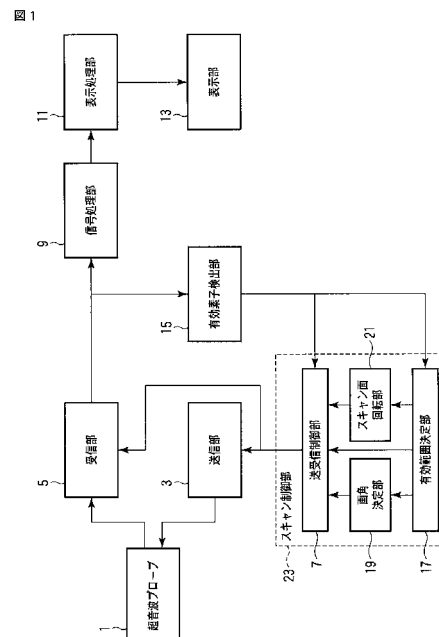 図1
超音波プローブ
1
受信部
5
送信部
3
信号処理部
9
表示処理部
11
表示部
13
有効素子検出部
15
スキャン制御部
23
送受信制御部
7
画角
決定部
19
スキャン面
回転部
21
有効範囲決定部
17